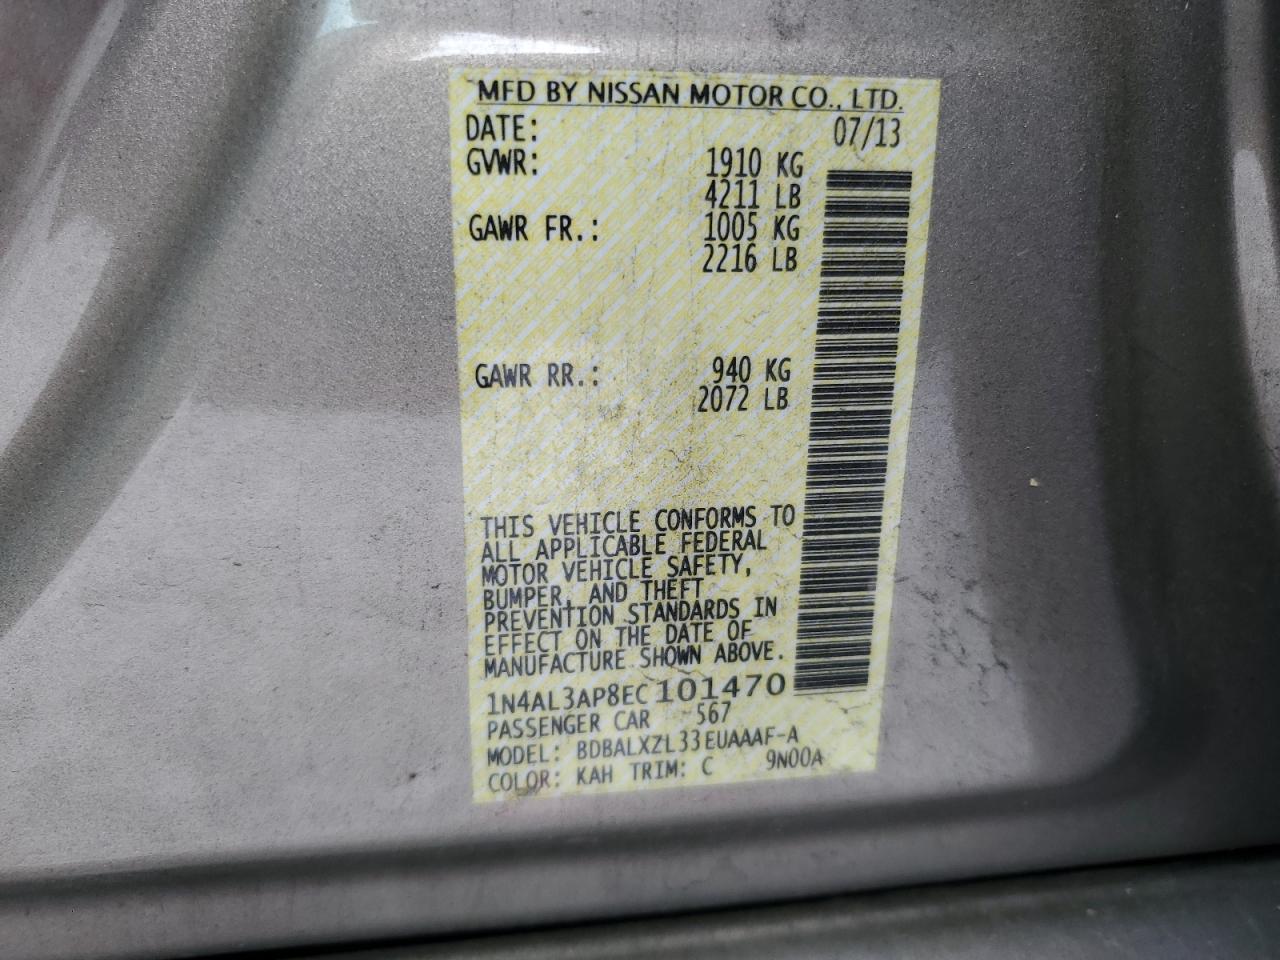 MFD BY NISSAN MOTOR CO., LTD.
DATE: 07/13
GVWR: 1910 KG
4211 LB
GAWR FR.: 1005 KG
2216 LB
GAWR RR.: 940 KG
2072 LB
THIS VEHICLE CONFORMS TO
ALL APPLICABLE FEDERAL
MOTOR VEHICLE SAFETY,
BUMPER, AND THEFT
PREVENTION STANDARDS IN
EFFECT ON THE DATE OF
MANUFACTURE SHOWN ABOVE.
1N4AL3AP8EC101470
PASSENGER CAR 567
MODEL: BDBALXZL33EUAAAF-A
COLOR: KAH TRIM: C 9N00A